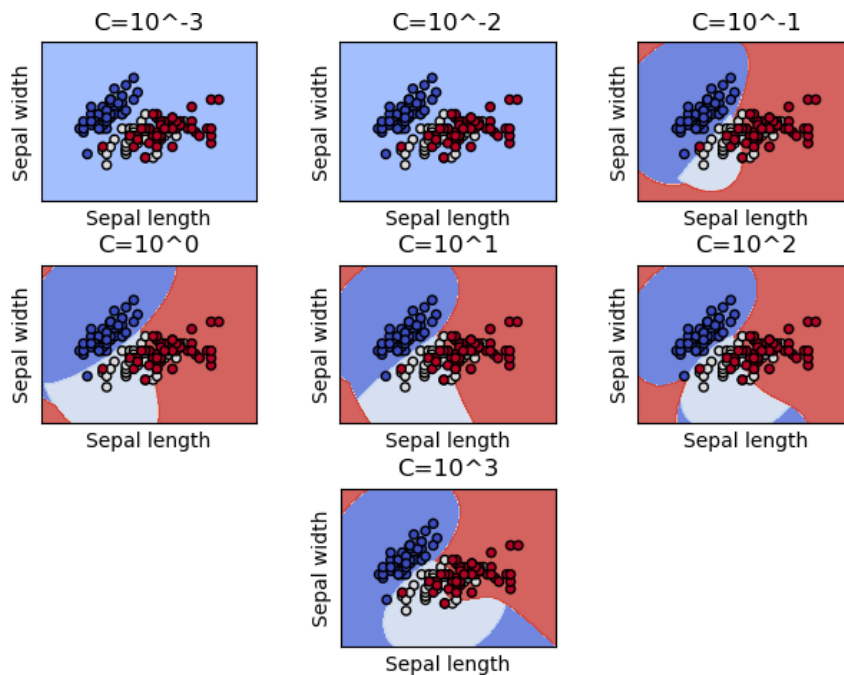 C=10^-3
C=10^-2
C=10^-1
Sepal width
Sepal width
Sepal width
Sepal length
Sepal length
Sepal length
C=10^0
C=10^1
C=10^2
Sepal width
Sepal width
Sepal width
Sepal length
Sepal length
Sepal length
C=10^3
Sepal width
Sepal length